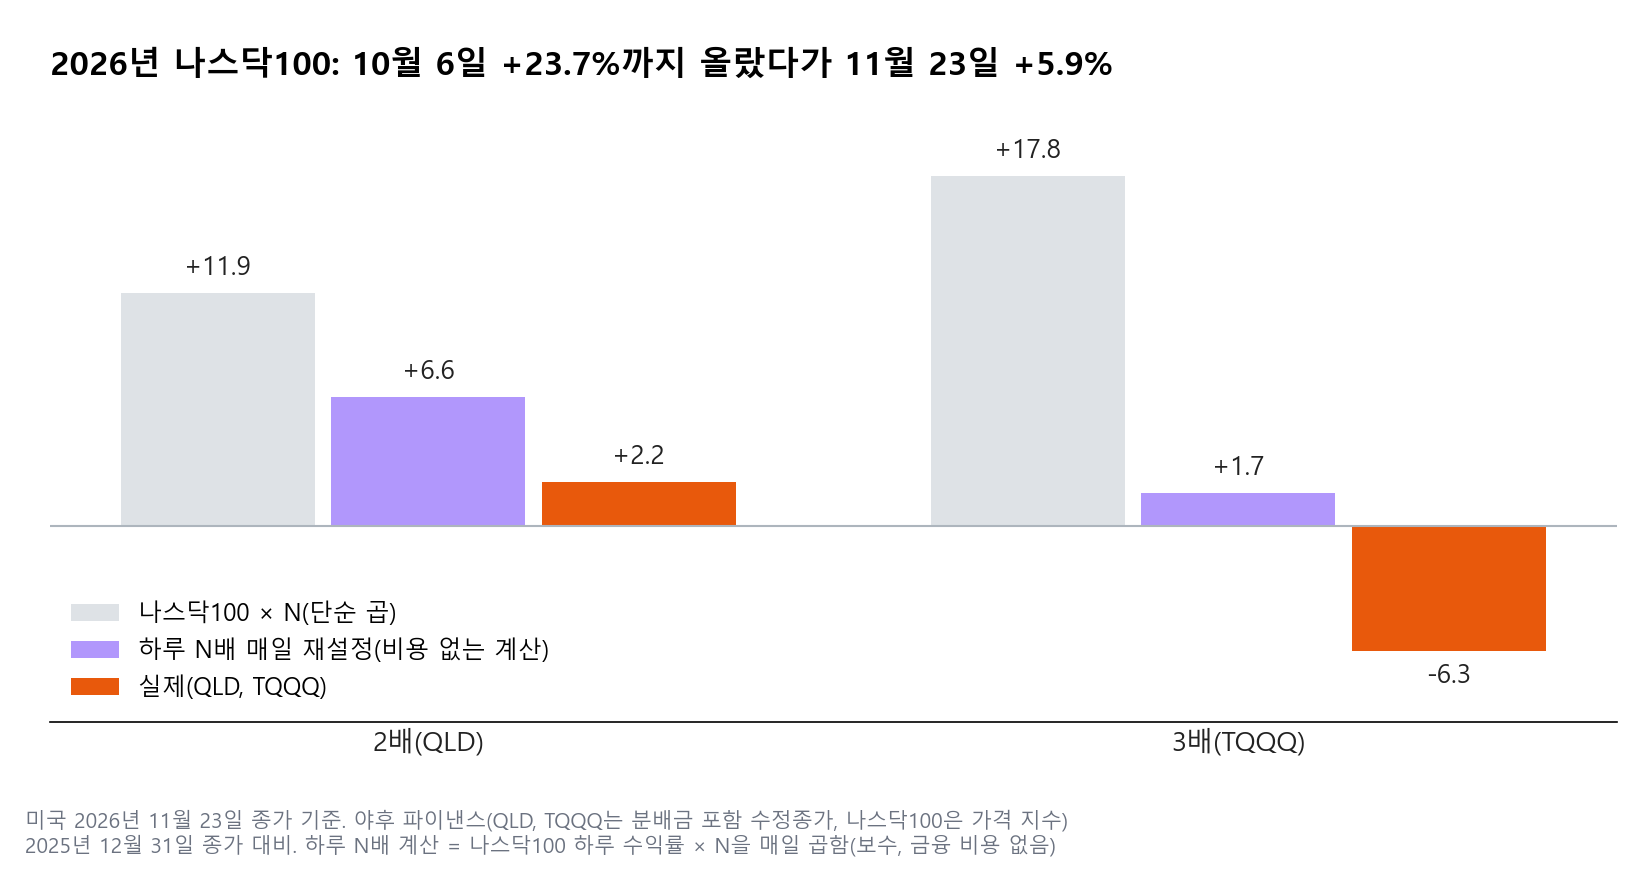 2026년 나스닥100: 10월 6일 +23.7%까지 올랐다가 11월 23일 +5.9%
+17.8
+11.9
+6.6
+2.2
+1.7
-6.3
나스닥100 × N(단순 곱)
하루 N배 매일 재설정(비용 없는 계산)
실제(QLD, TQQQ)
2배(QLD)
3배(TQQQ)
미국 2026년 11월 23일 종가 기준. 야후 파이낸스(QLD, TQQQ는 분배금 포함 수정종가, 나스닥100은 가격 지수)
2025년 12월 31일 종가 대비. 하루 N배 계산 = 나스닥100 하루 수익률 × N을 매일 곱함(보수, 금융 비용 없음)